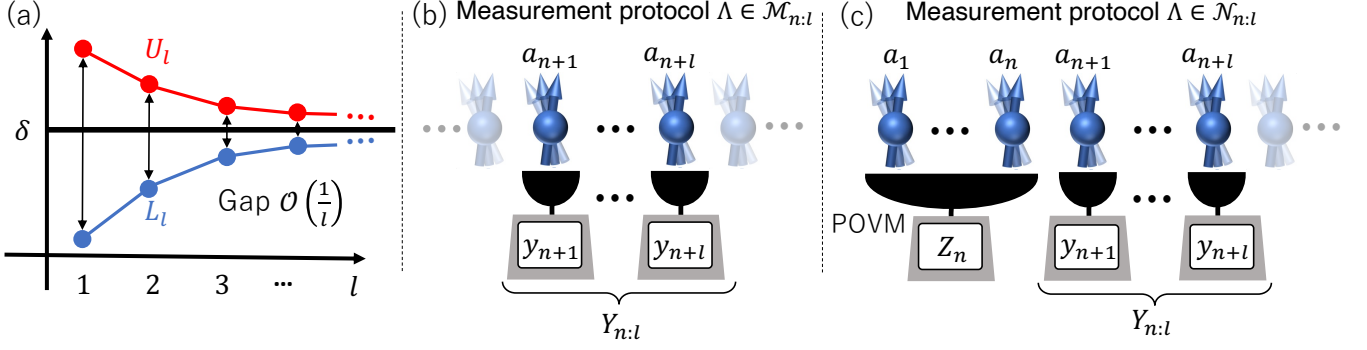 (a)
U_l
δ
L_l
Gap 𝒪(1/l)
1 2 3 ... l
(b) Measurement protocol Λ ∈ ℳ_{n:l}
a_{n+1} a_{n+l}
... ... ...
...
y_{n+1} y_{n+l}
Y_{n:l}
(c) Measurement protocol Λ ∈ 𝒩_{n:l}
a_1 a_n a_{n+1} a_{n+l}
... ... ...
...
POVM
Z_n y_{n+1} y_{n+l}
Y_{n:l}